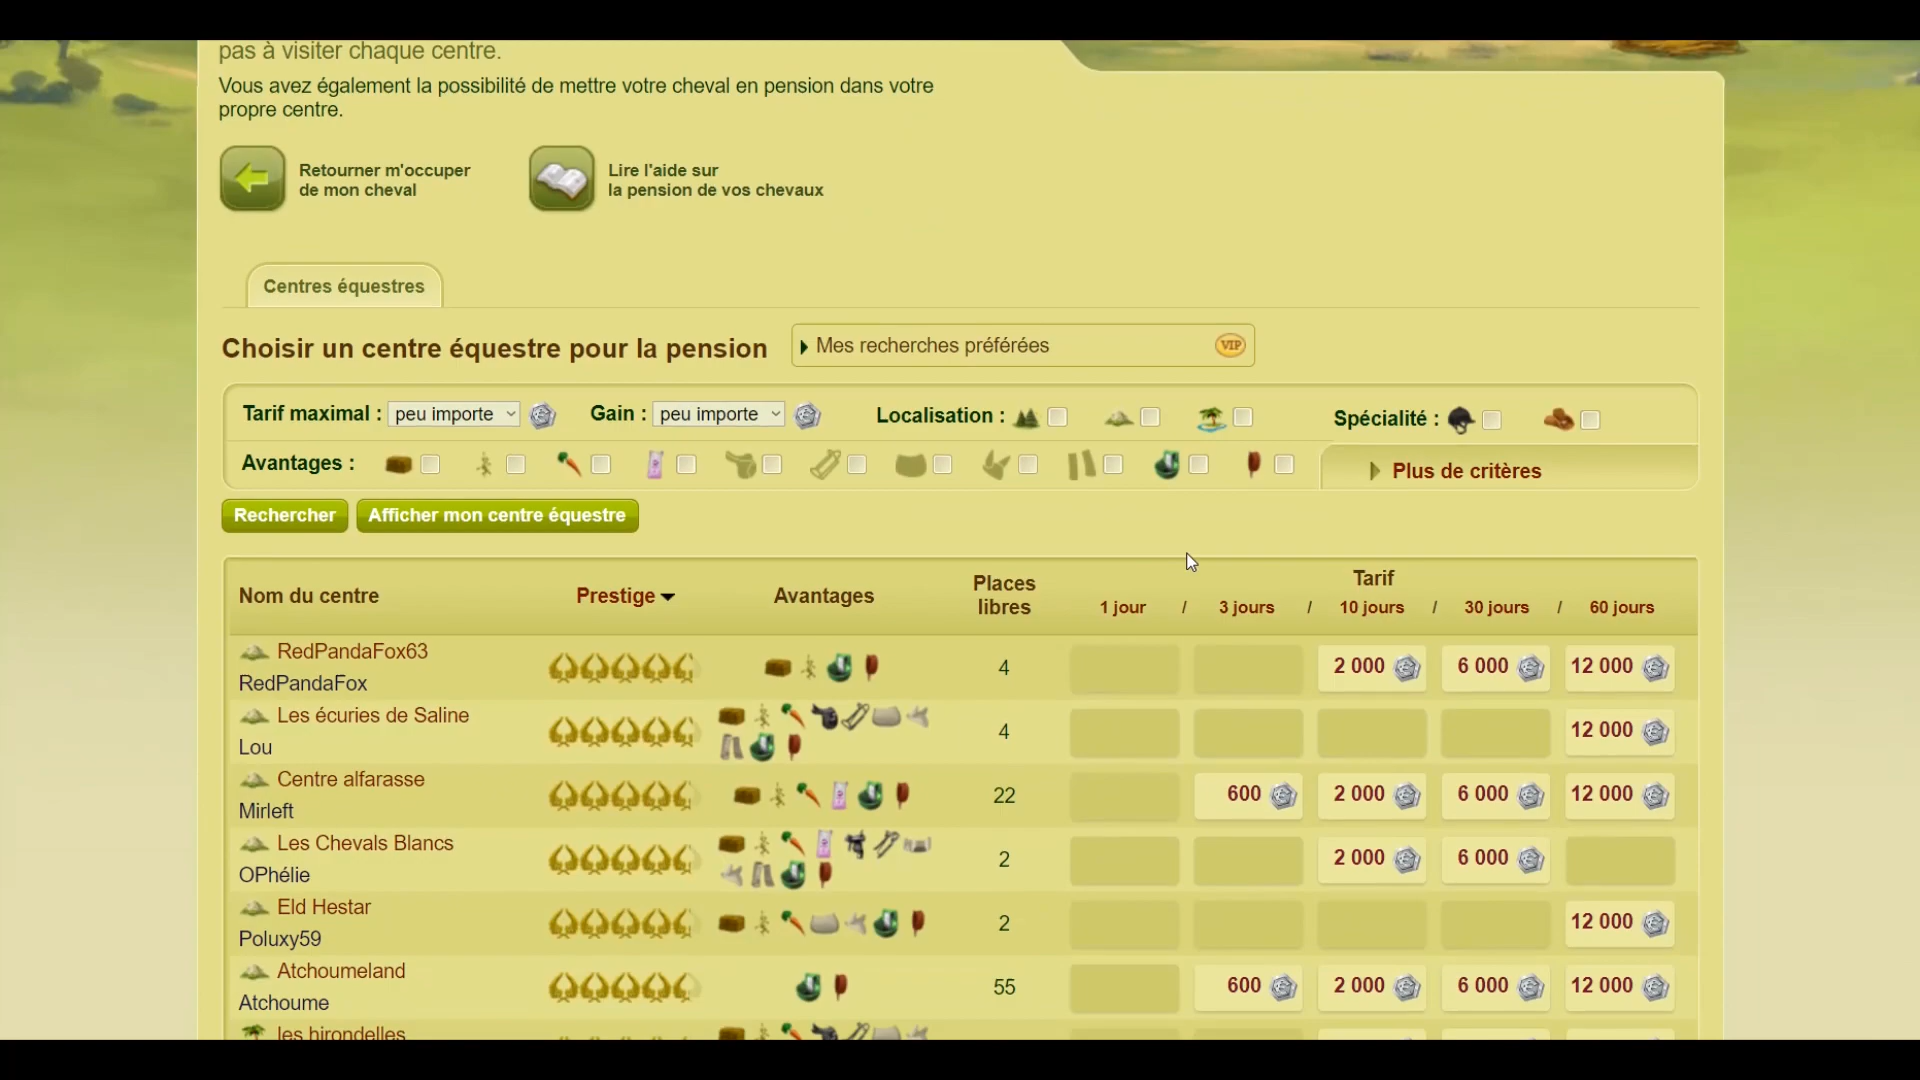 pas à visiter chaque centre.
Vous avez également la possibilité de mettre votre cheval en pension dans votre
propre centre.
Retourner m'occuper
de mon cheval
Lire l'aide sur
la pension de vos chevaux
Centres équestres
Choisir un centre équestre pour la pension
Mes recherches préférées
VIP
Tarif maximal : peu importe
Gain : peu importe
Localisation :
Spécialité :
Avantages :
Plus de critères
Rechercher
Afficher mon centre équestre
Nom du centre
Prestige
Avantages
Places
libres
Tarif
1 jour / 3 jours / 10 jours / 30 jours / 60 jours
RedPandaFox63
RedPandaFox
4
2 000
6 000
12 000
Les écuries de Saline
Lou
4
12 000
Centre alfarasse
Mirleft
22
600
2 000
6 000
12 000
Les Chevals Blancs
OPhélie
2
2 000
6 000
Eld Hestar
Poluxy59
2
12 000
Atchoumeland
Atchoume
55
600
2 000
6 000
12 000
les hirondelles